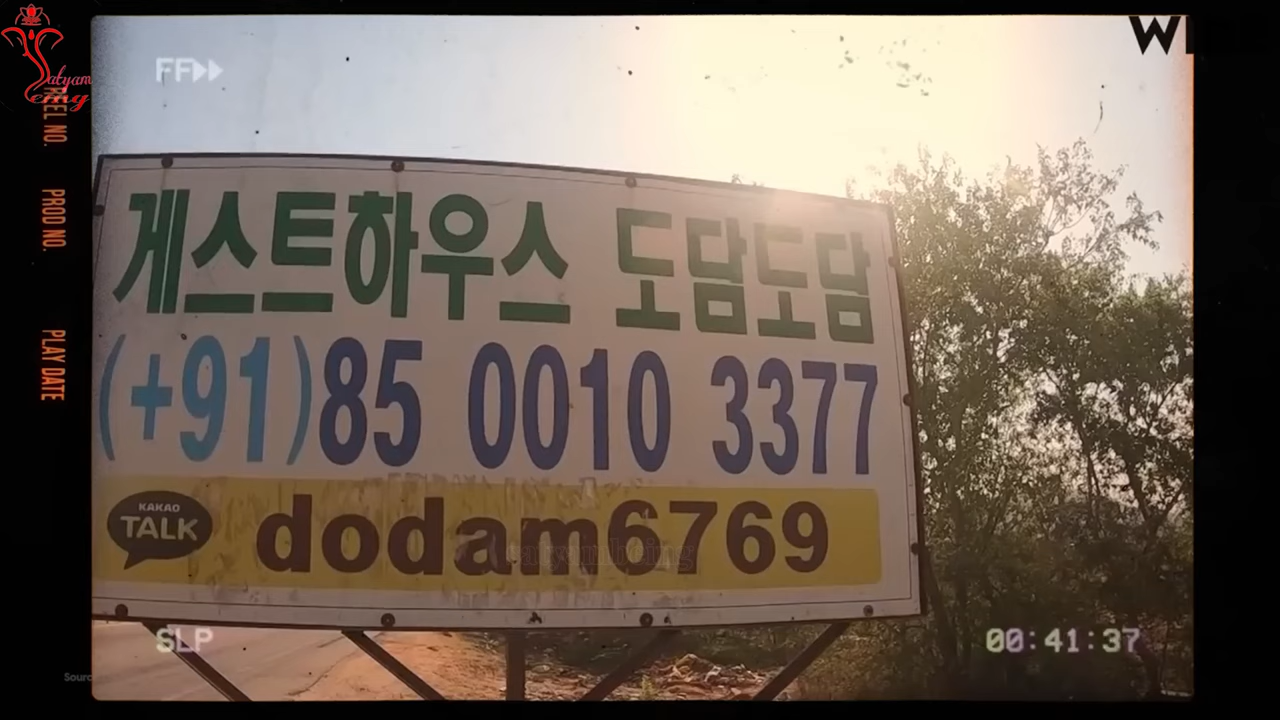 Satyam
REEL NO.
PROD NO.
PLAY DATE
FF
게스트하우스 도담도담
(+91)85 0010 3377
KAKAO
TALK
dodam6769
SLP
00:41:37